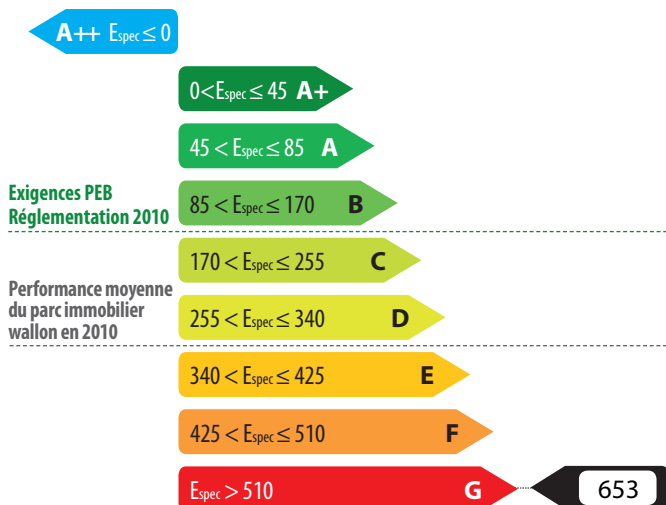 A++ Espec ≤ 0
0<Espec ≤ 45 A+
45 < Espec ≤ 85 A
Exigences PEB
Réglementation 2010
85 < Espec ≤ 170 B
170 < Espec ≤ 255 C
Performance moyenne
du parc immobilier
wallon en 2010
255 < Espec ≤ 340 D
340 < Espec ≤ 425 E
425 < Espec ≤ 510 F
Espec > 510 G
653